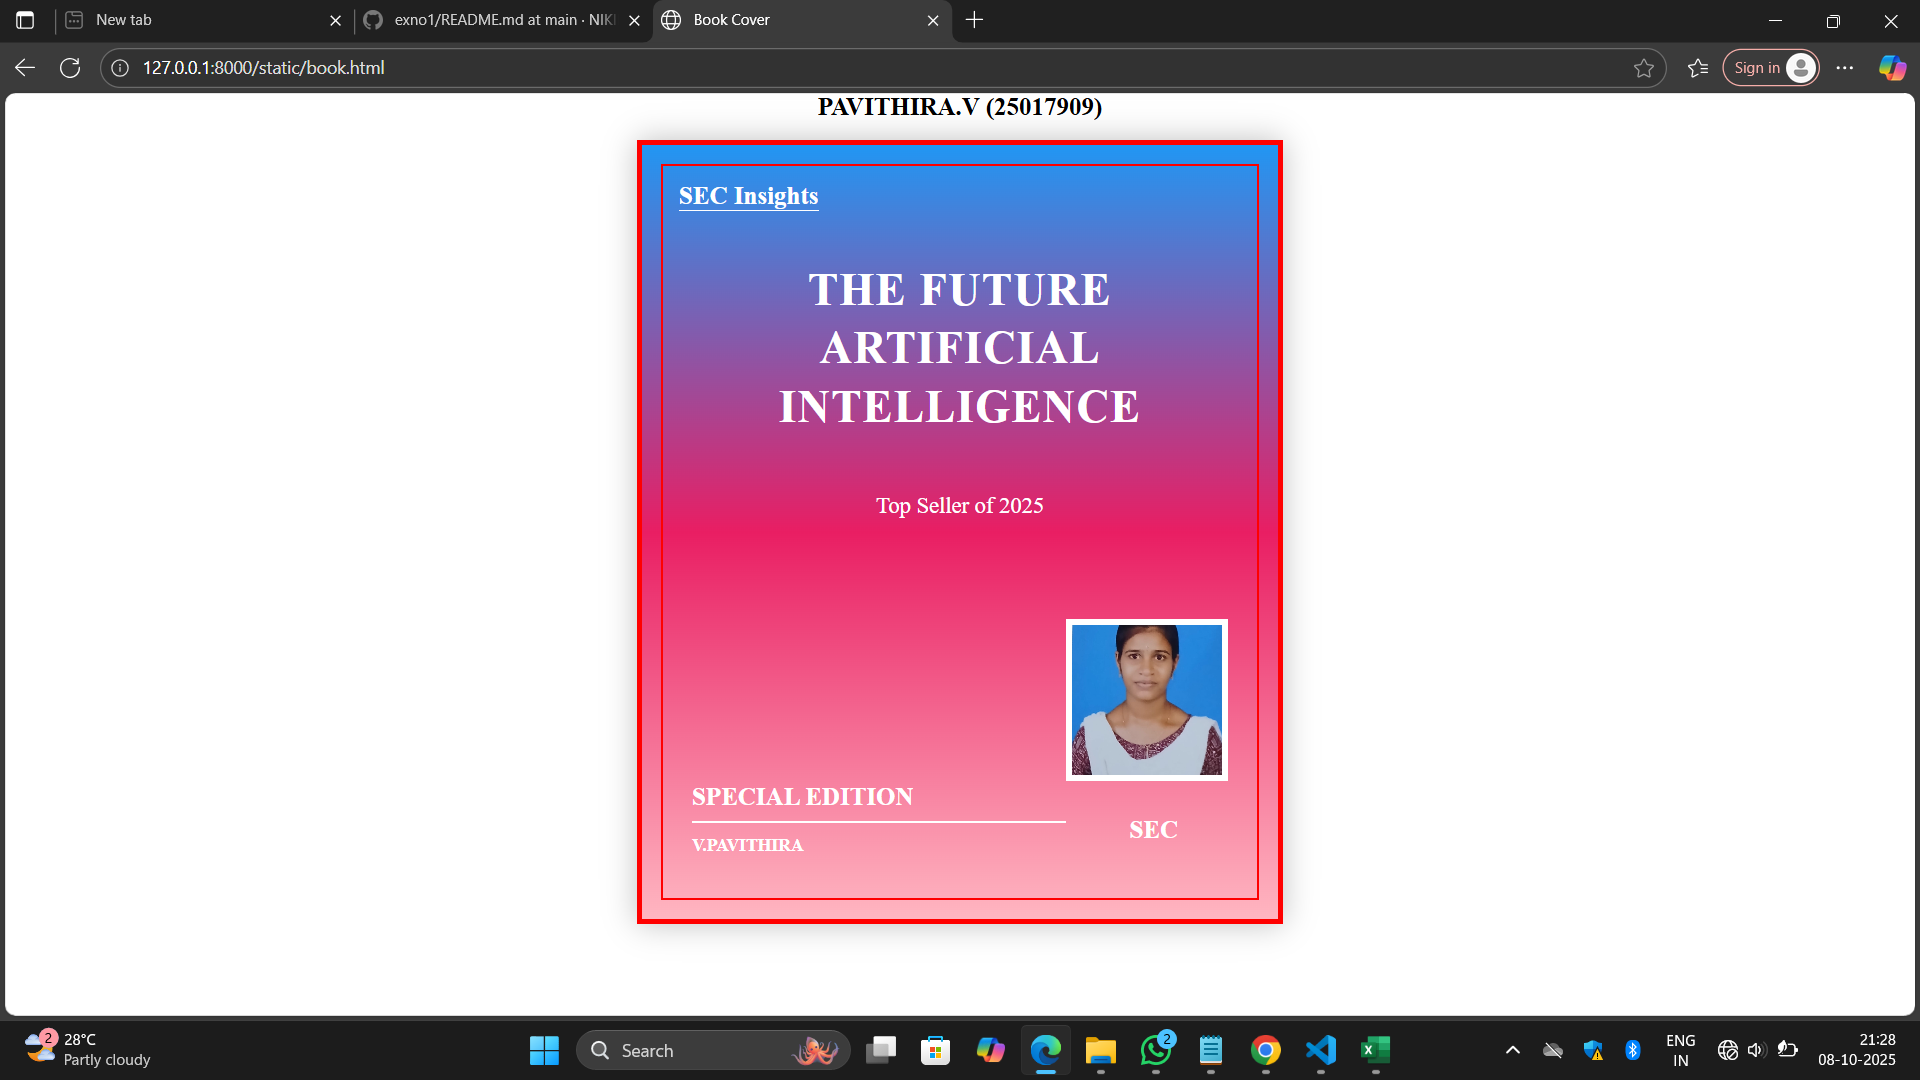 New tab
exno1/README.md at main · NIK
Book Cover
127.0.0.1:8000/static/book.html
Sign in
PAVITHIRA.V (25017909)
SEC Insights
THE FUTURE
ARTIFICIAL
INTELLIGENCE
Top Seller of 2025
SPECIAL EDITION
SEC
V.PAVITHIRA
2
28°C
Partly cloudy
Search
2
ENG
IN
21:28
08-10-2025